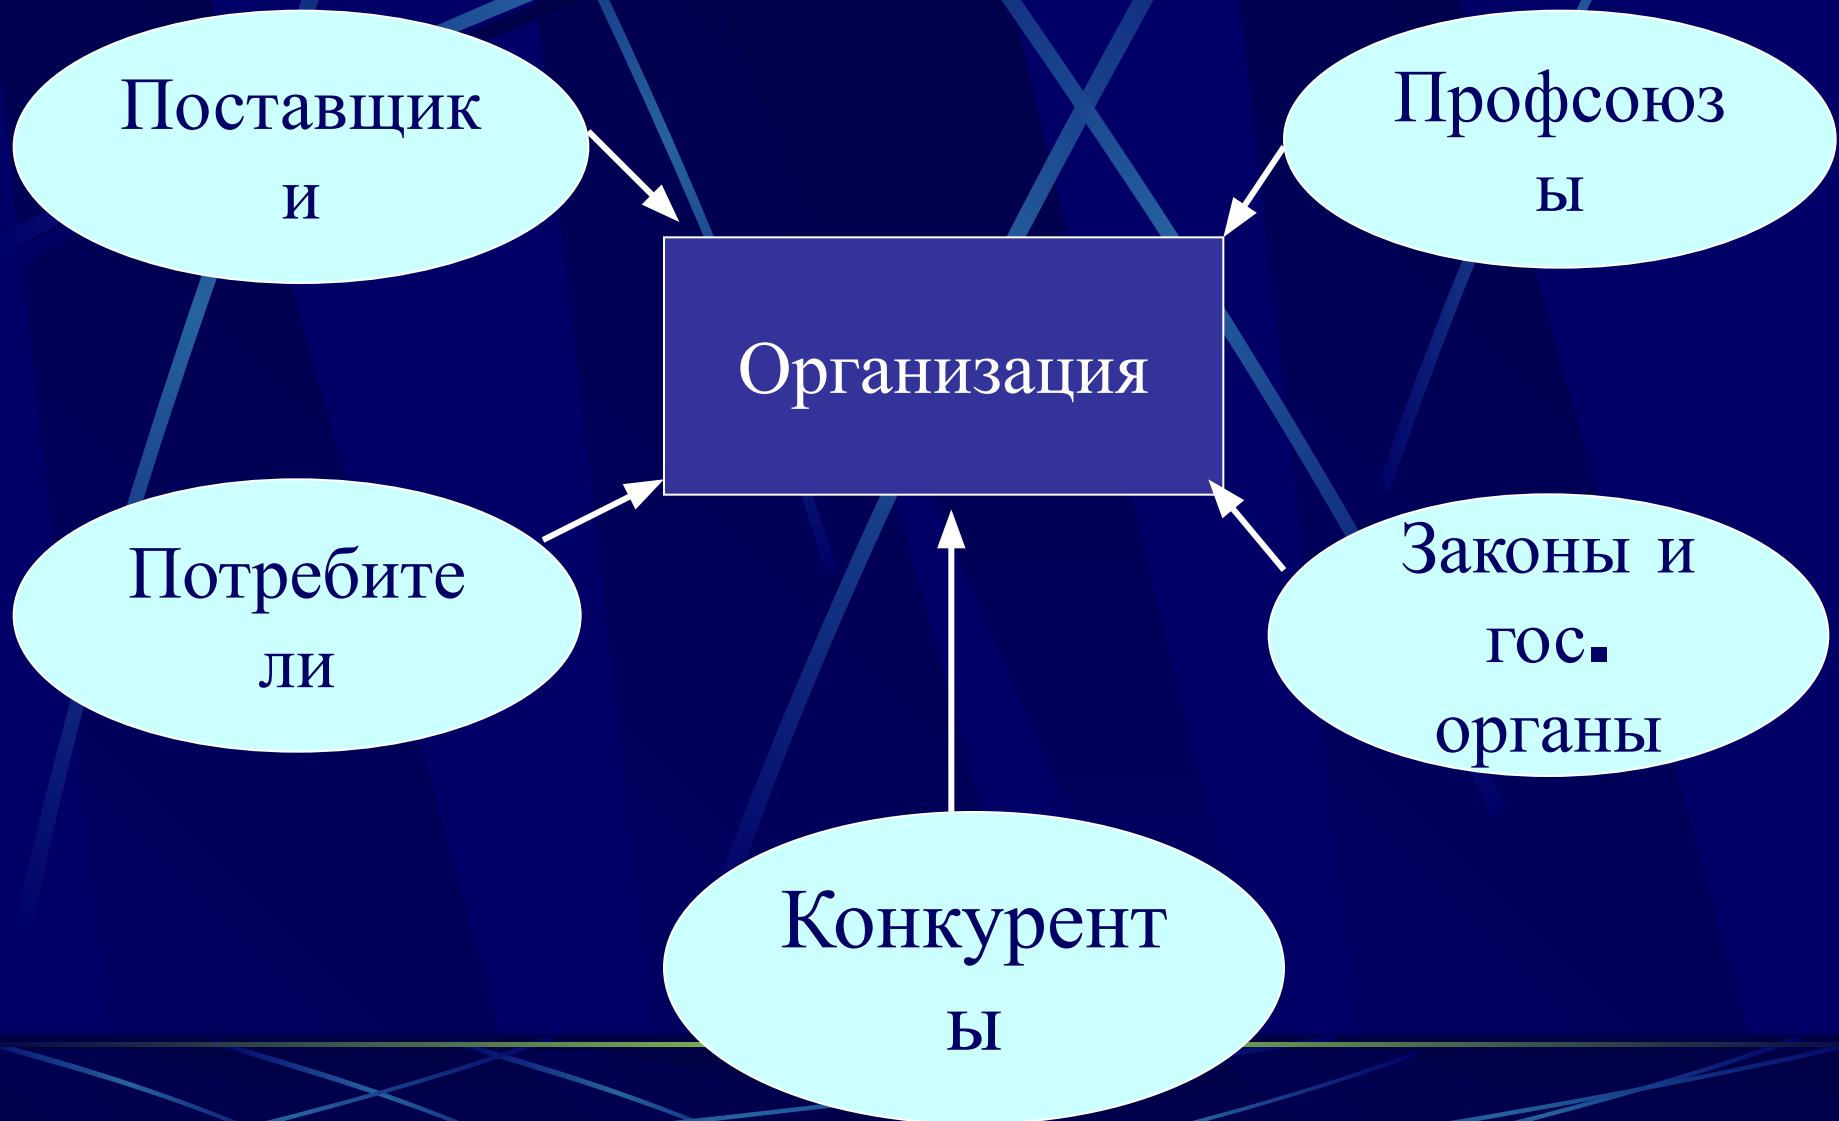 Поставщик
и
Профсоюз
ы
Организация
Потребите
ли
Законы и
гос.
органы
Конкурент
ы